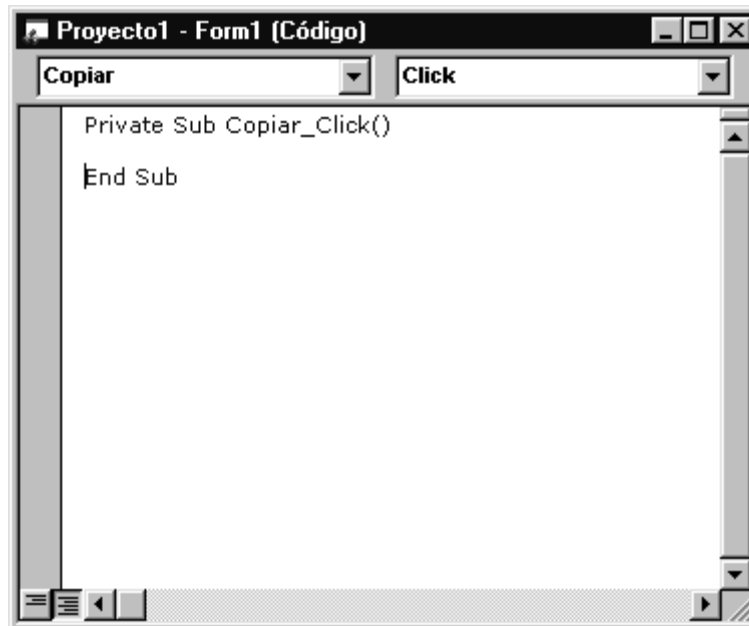 Proyecto1 - Form1 (Código)
Copiar Click
Private Sub Copiar_Click()
End Sub